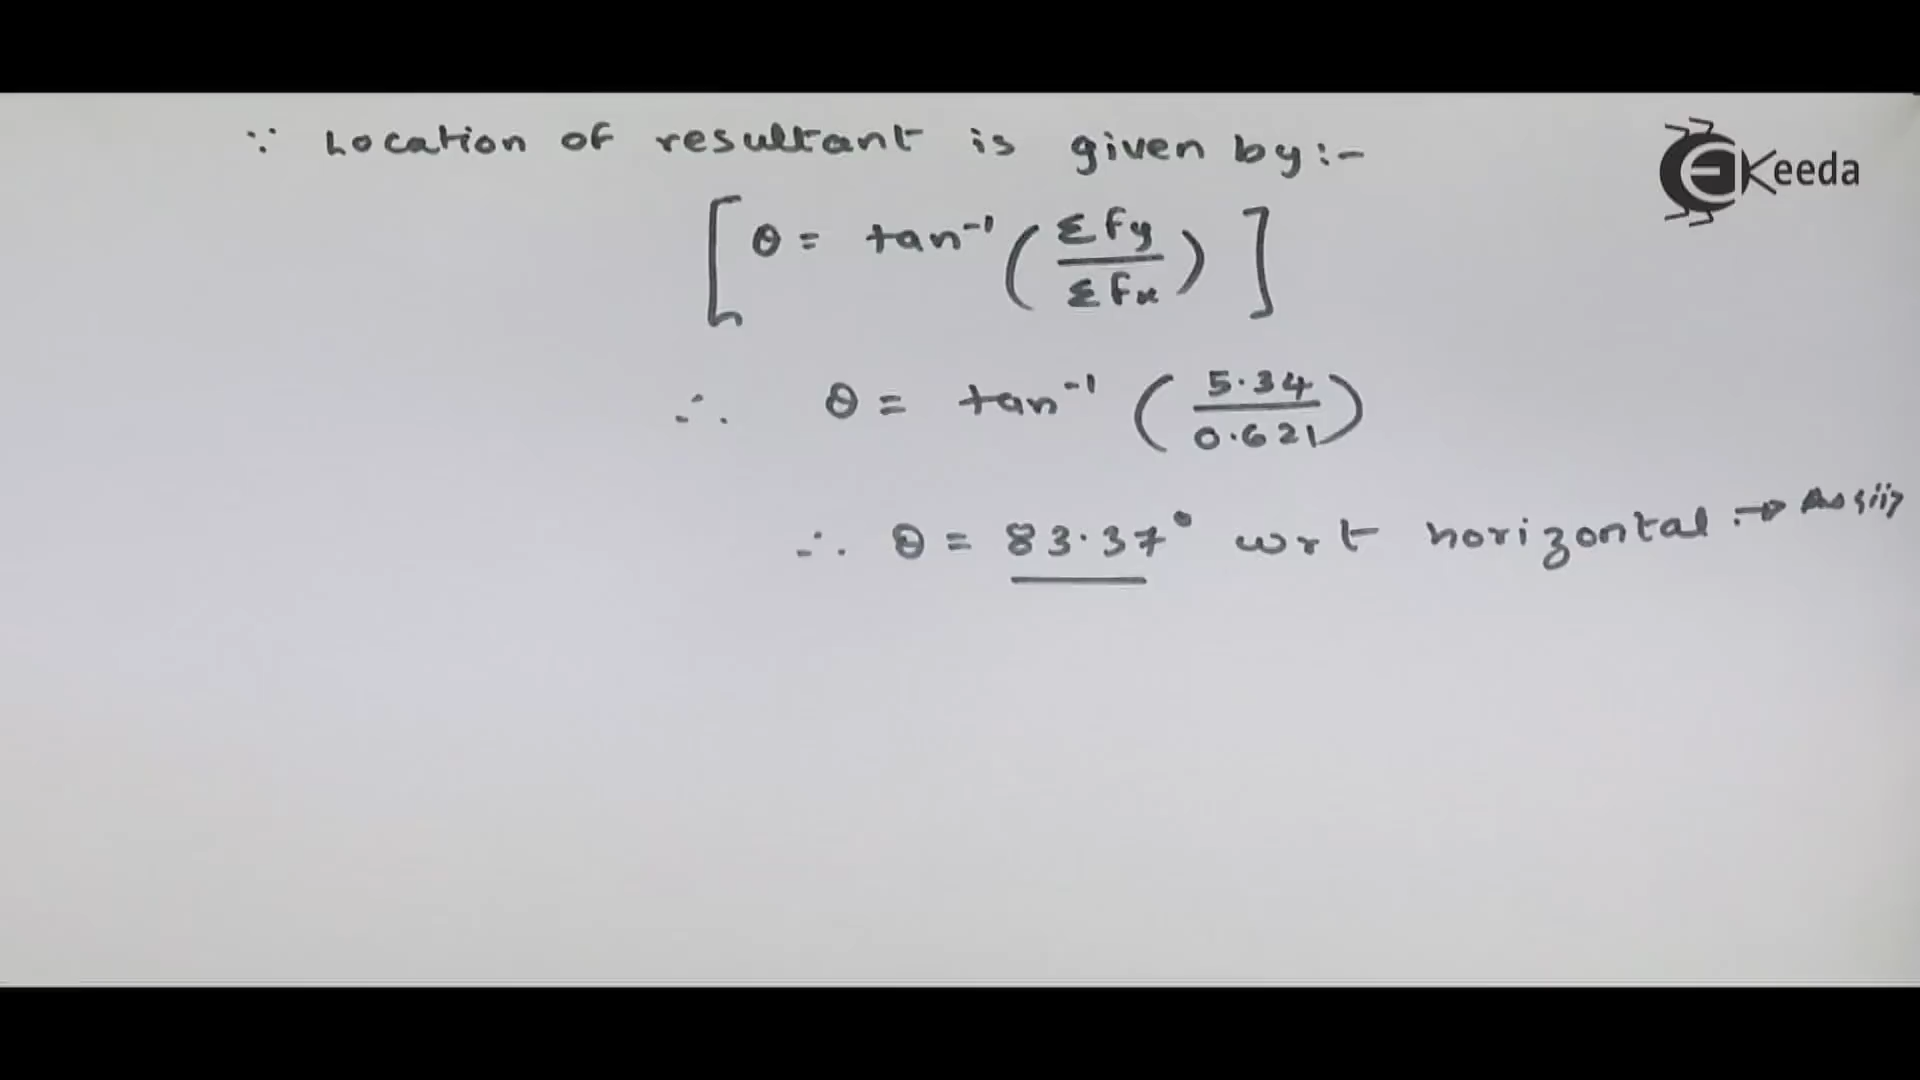 ∵ Location of resultant is given by:-
EKeeda
[θ = tan⁻¹ (ΣFy / ΣFx)]
∴ θ = tan⁻¹ (5.34 / 0.621)
∴ θ = 83.37° wrt horizontal. →